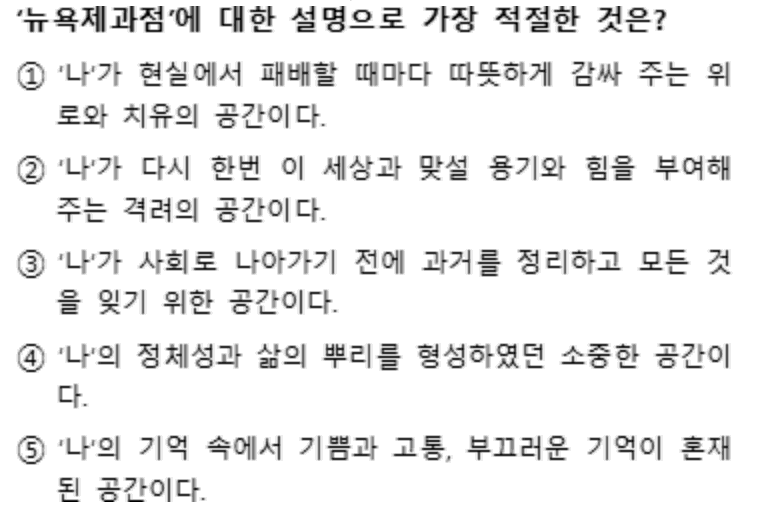 ‘뉴욕제과점’에 대한 설명으로 가장 적절한 것은?
① ‘나’가 현실에서 패배할 때마다 따뜻하게 감싸 주는 위
로와 치유의 공간이다.
② ‘나’가 다시 한번 이 세상과 맞설 용기와 힘을 부여해
주는 격려의 공간이다.
③ ‘나’가 사회로 나아가기 전에 과거를 정리하고 모든 것
을 잊기 위한 공간이다.
④ ‘나’의 정체성과 삶의 뿌리를 형성하였던 소중한 공간이
다.
⑤ ‘나’의 기억 속에서 기쁨과 고통, 부끄러운 기억이 혼재
된 공간이다.